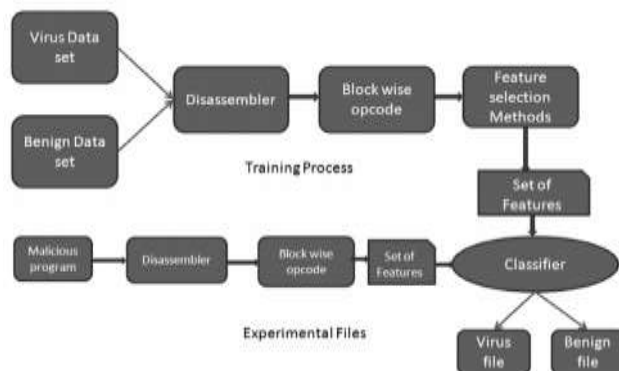 Virus Data
set
Benign Data
set
Disassembler
Block wise
opcode
Feature
selection
Methods
Training Process
Set of
Features
Malicious
program
Disassembler
Block wise
opcode
Set of
Features
Classifier
Experimental Files
Virus
file
Benign
file